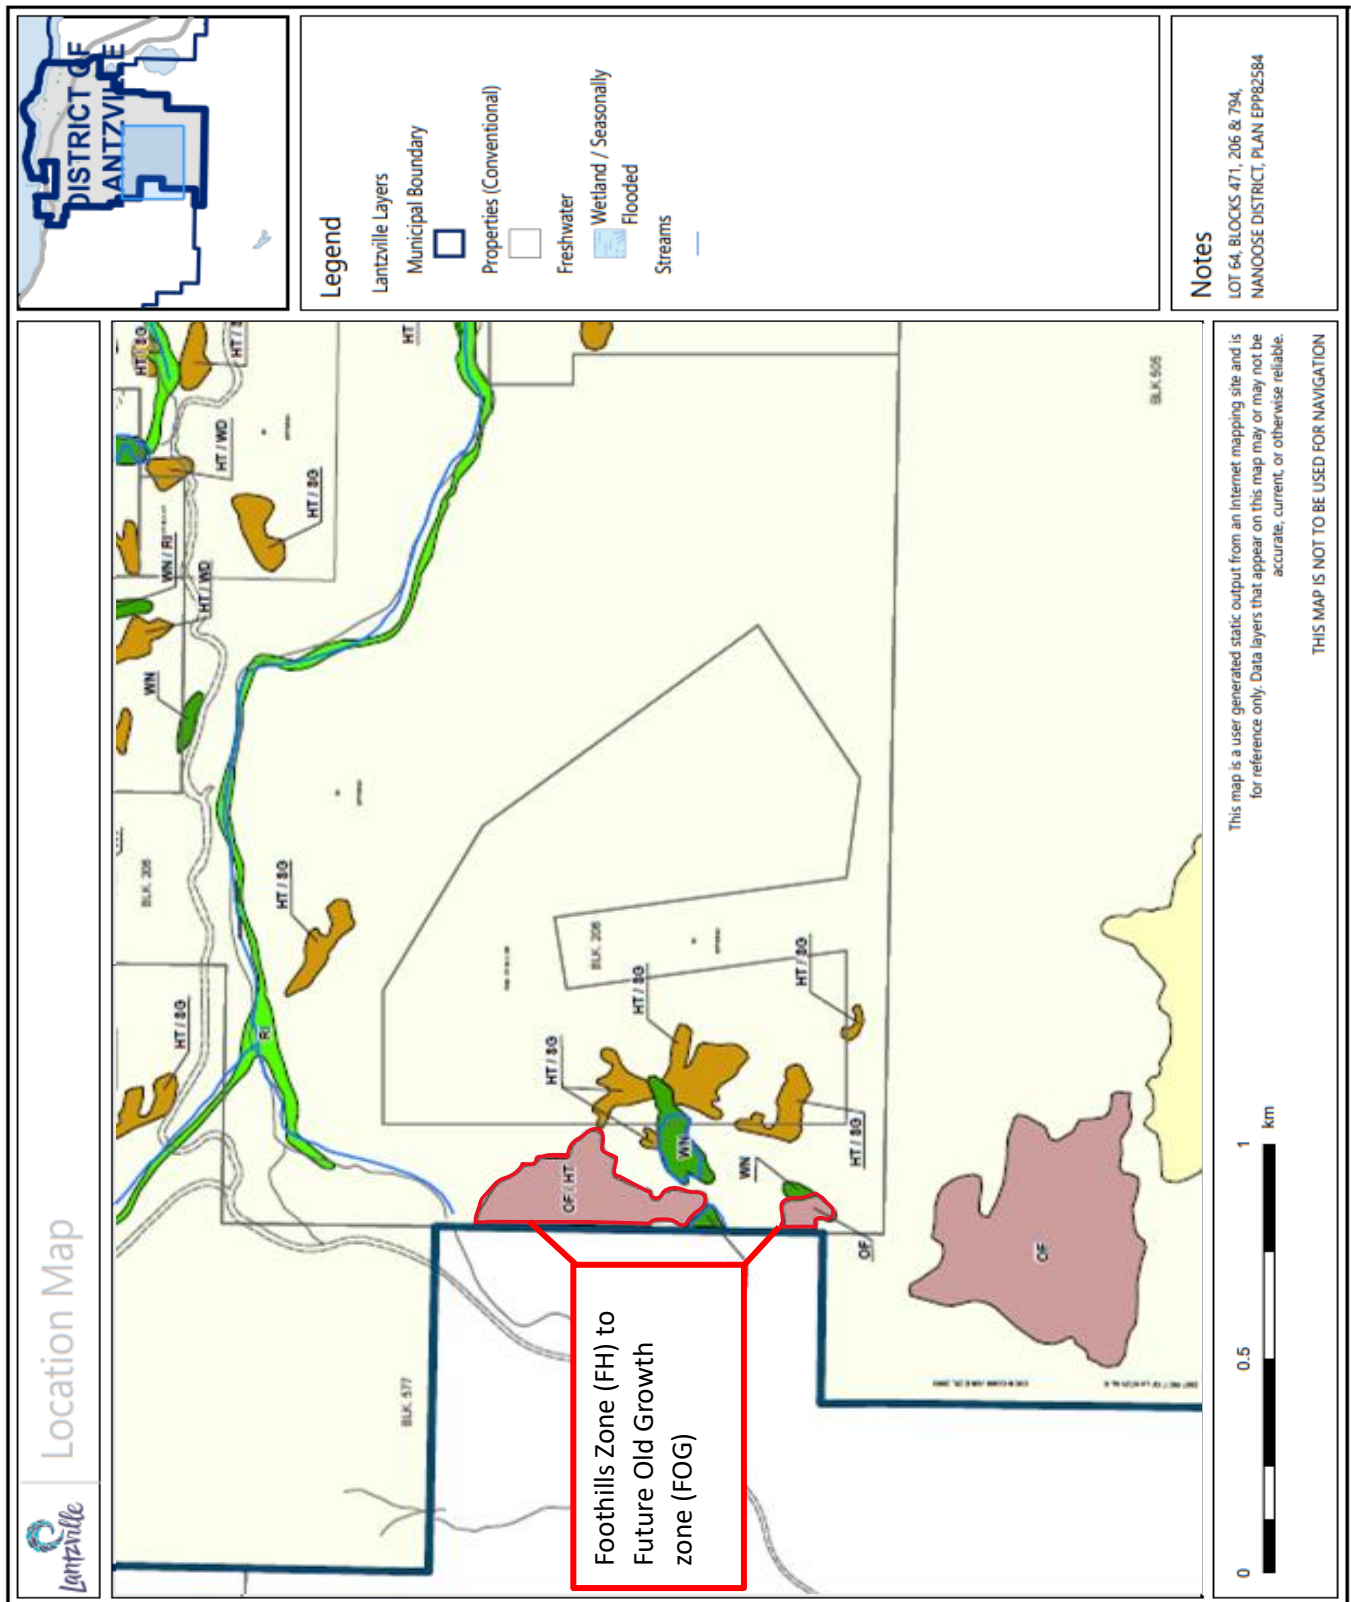 Lantzville
Location Map
DISTRICT OF
LANTZVILLE
Legend
Lantzville Layers
Municipal Boundary
Properties (Conventional)
Freshwater
Wetland / Seasonally
Flooded
Streams
Notes
LOT 64, BLOCKS 471, 206 & 794,
NANOOSE DISTRICT, PLAN EPP82584
This map is a user generated static output from an Internet mapping site and is
for reference only. Data layers that appear on this map may or may not be
accurate, current, or otherwise reliable.
THIS MAP IS NOT TO BE USED FOR NAVIGATION
0
0.5
1
km
Foothills Zone (FH) to
Future Old Growth
zone (FOG)
BLK. 577
BLK. 206
BLK. 206
BLK 505
HT / SG
HT / SG
HT / SG
HT / SG
HT / SG
HT / SG
HT / SG
HT / SG
HT / SG
HT / S
HT
HT / WD
HT / WD
WN / RI
WN
WN
WN
RI
OF / HT
OF
OF